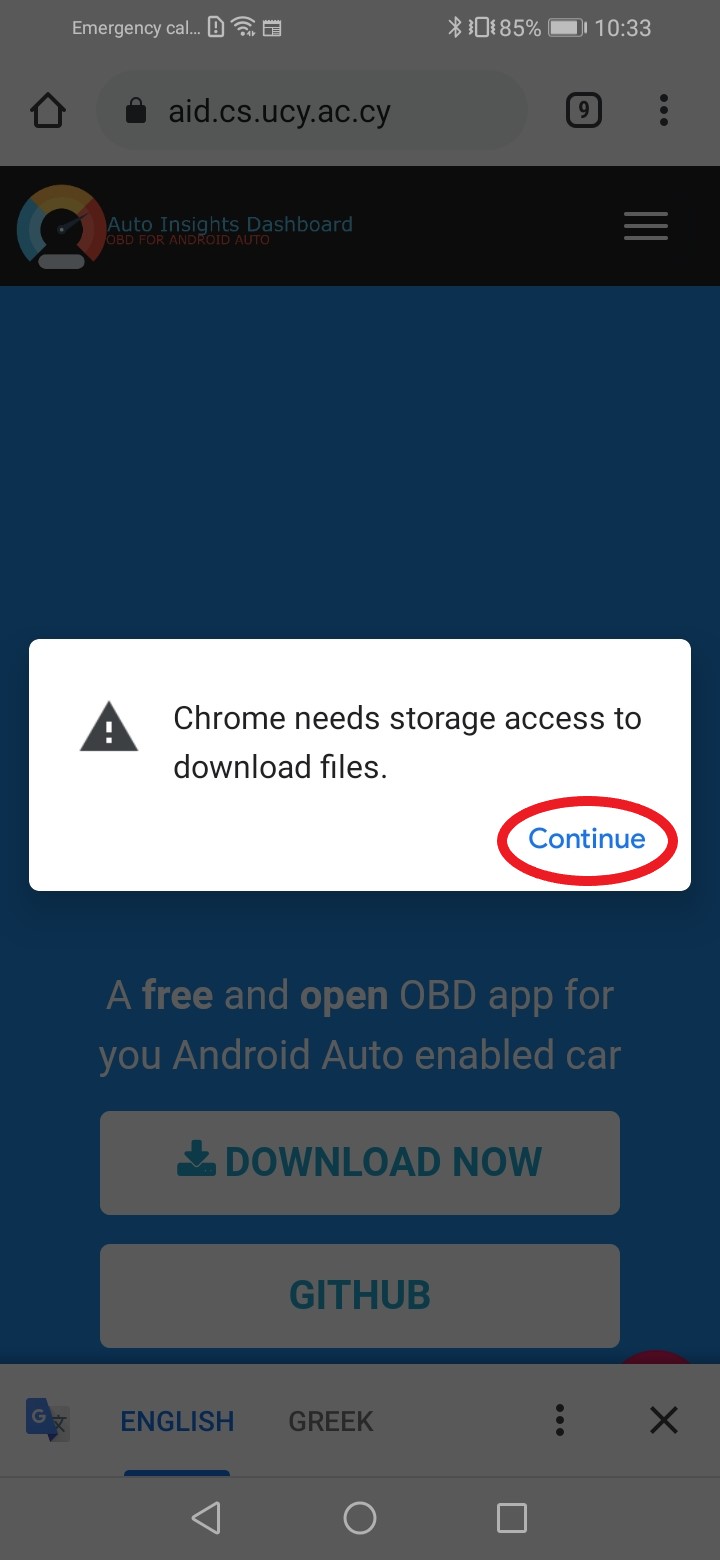 Emergency cal... 85% 10:33
aid.cs.ucy.ac.cy 9
Auto Insights Dashboard
OBD FOR ANDROID AUTO
Chrome needs storage access to
download files.
Continue
A free and open OBD app for
you Android Auto enabled car
DOWNLOAD NOW
GITHUB
G 文 ENGLISH GREEK